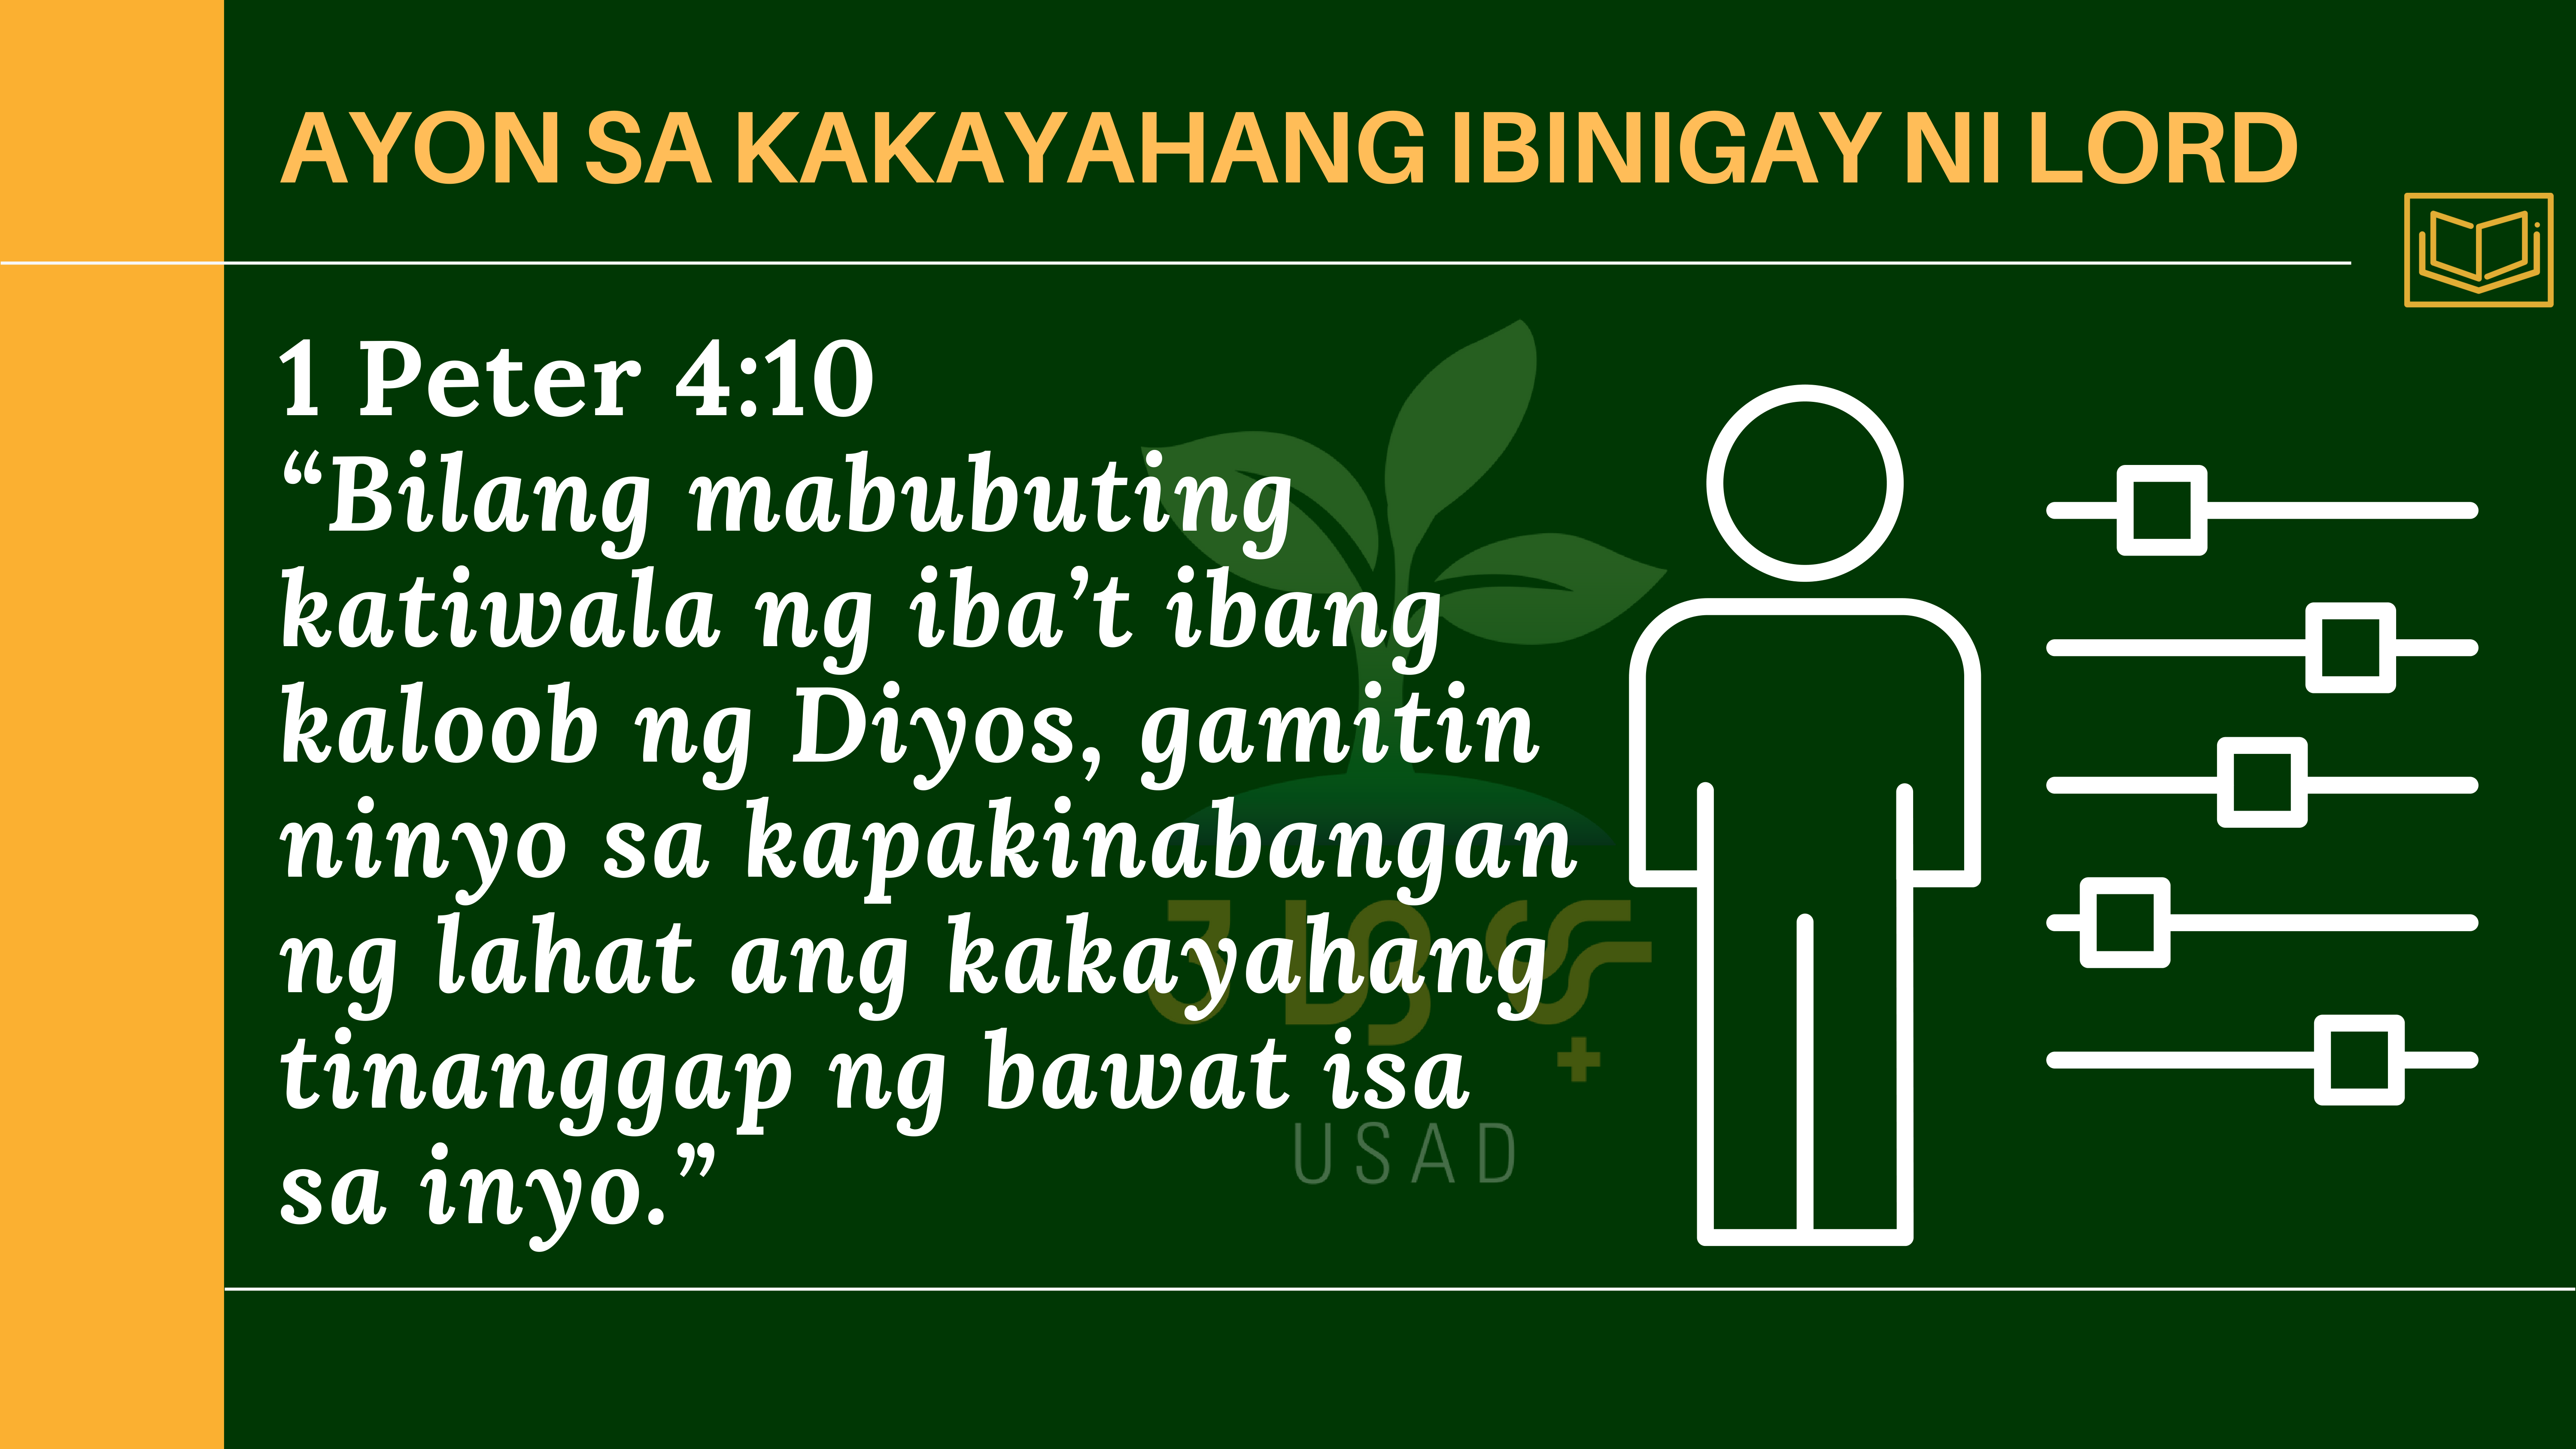 AYON SA KAKAYAHANG IBINIGAY NI LORD
1 Peter 4:10
“Bilang mabubuting
katiwala ng iba’t ibang
kaloob ng Diyos, gamitin
ninyo sa kapakinabangan
ng lahat ang kakayahang
tinanggap ng bawat isa
sa inyo.”
USAD